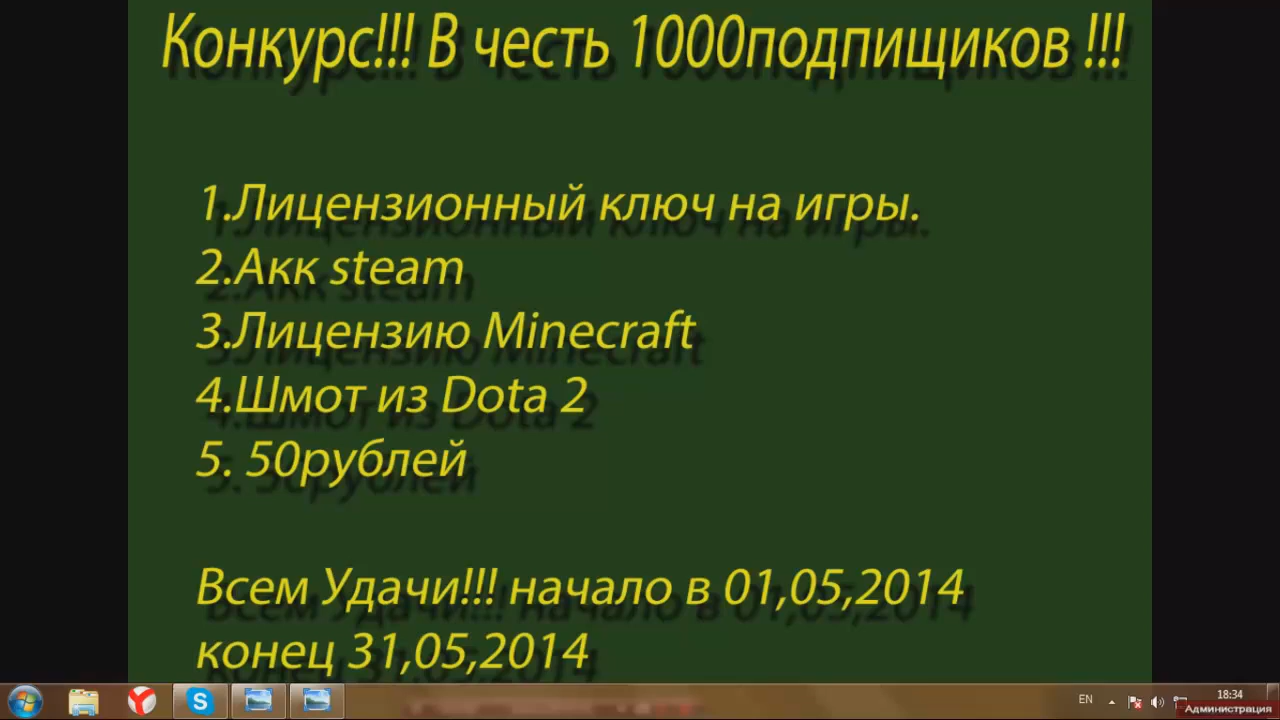 Конкурс!!! В честь 1000подпищиков !!!
1.Лицензионный ключ на игры.
2.Акк steam
3.Лицензию Minecraft
4.Шмот из Dota 2
5. 50рублей
Всем Удачи!!! начало в 01,05,2014
конец 31,05,2014
EN
18:34
Администрация